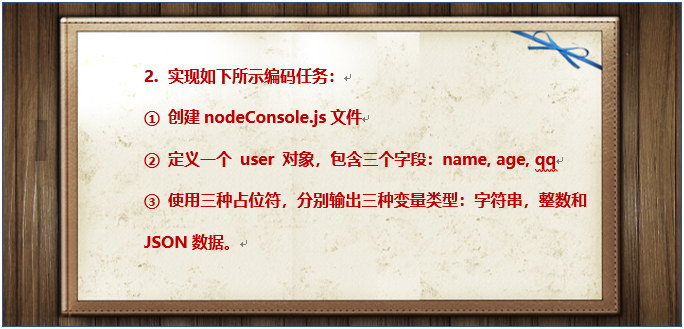 2. 实现如下所示编码任务：
① 创建 nodeConsole.js 文件
② 定义一个 user 对象，包含三个字段：name, age, qq
③ 使用三种占位符，分别输出三种变量类型：字符串，整数和
JSON 数据。